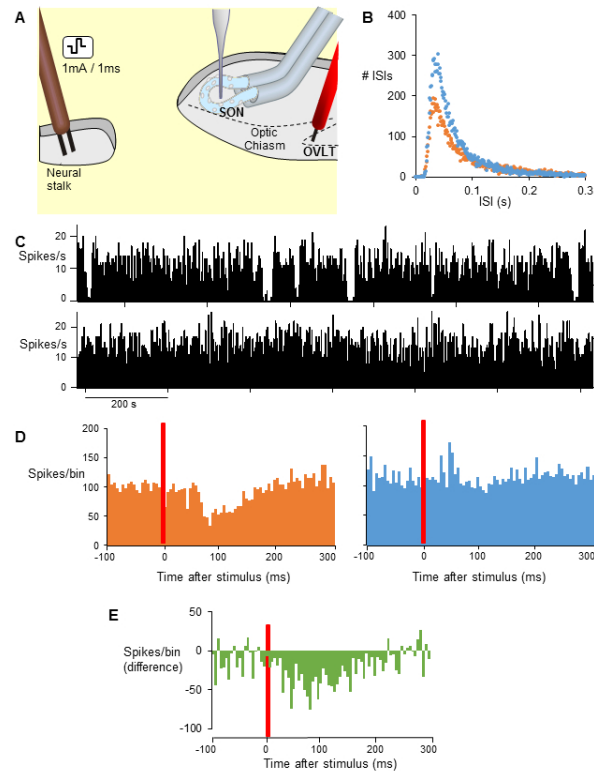 A
1mA / 1ms
SON
Optic
Chiasm
OVLT
Neural
stalk
B
400
# ISIs
300
200
100
0
0
0.1
0.2
0.3
ISI (s)
C
20
Spikes/s
10
0
20
Spikes/s
10
0
200 s
D
200
150
Spikes/bin
100
50
0
-100
0
100
200
300
Time after stimulus (ms)
-100
0
100
200
300
Time after stimulus (ms)
E
50
Spikes/bin
0
(difference)
-50
-100
-100
0
100
200
300
Time after stimulus (ms)